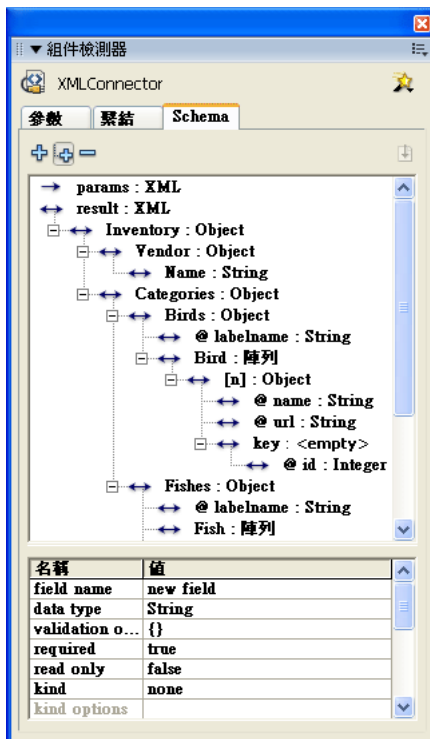 組件檢測器
XMLConnector
參數 繫結 Schema
params : XML
result : XML
Inventory : Object
Vendor : Object
Name : String
Categories : Object
Birds : Object
@ labelname : String
Bird : 陣列
[n] : Object
@ name : String
@ url : String
key : <empty>
@ id : Integer
Fishes : Object
@ labelname : String
Fish : 陣列
名稱 值
field name new field
data type String
validation o... {}
required true
read only false
kind none
kind options